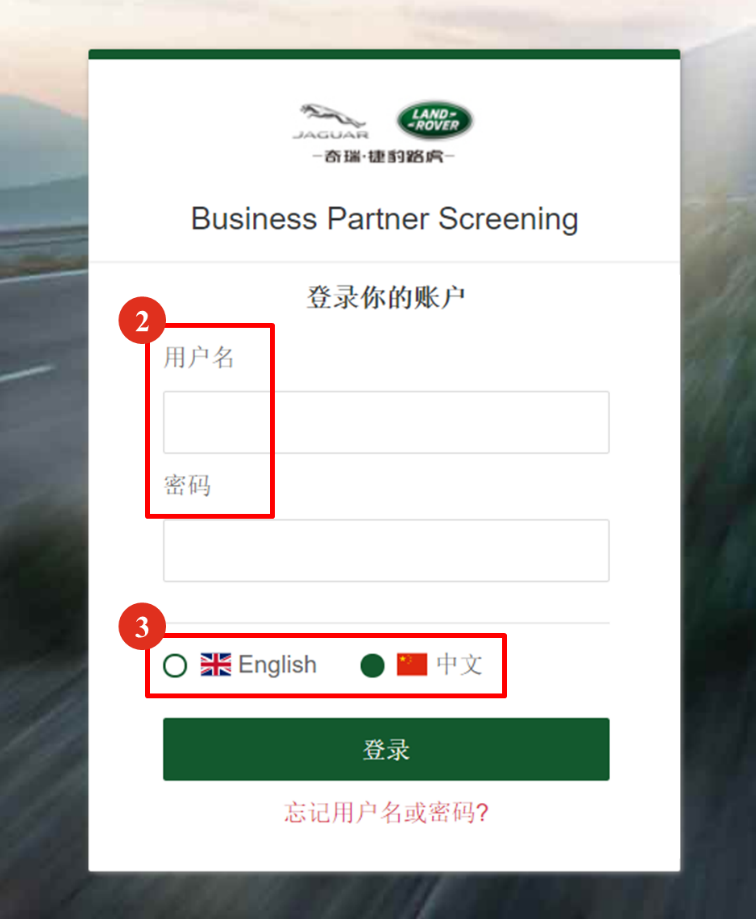 JAGUAR
LAND-
-ROVER
奇瑞·捷豹路虎
Business Partner Screening
登录你的账户
2
用户名
密码
3
English 中文
登录
忘记用户名或密码?